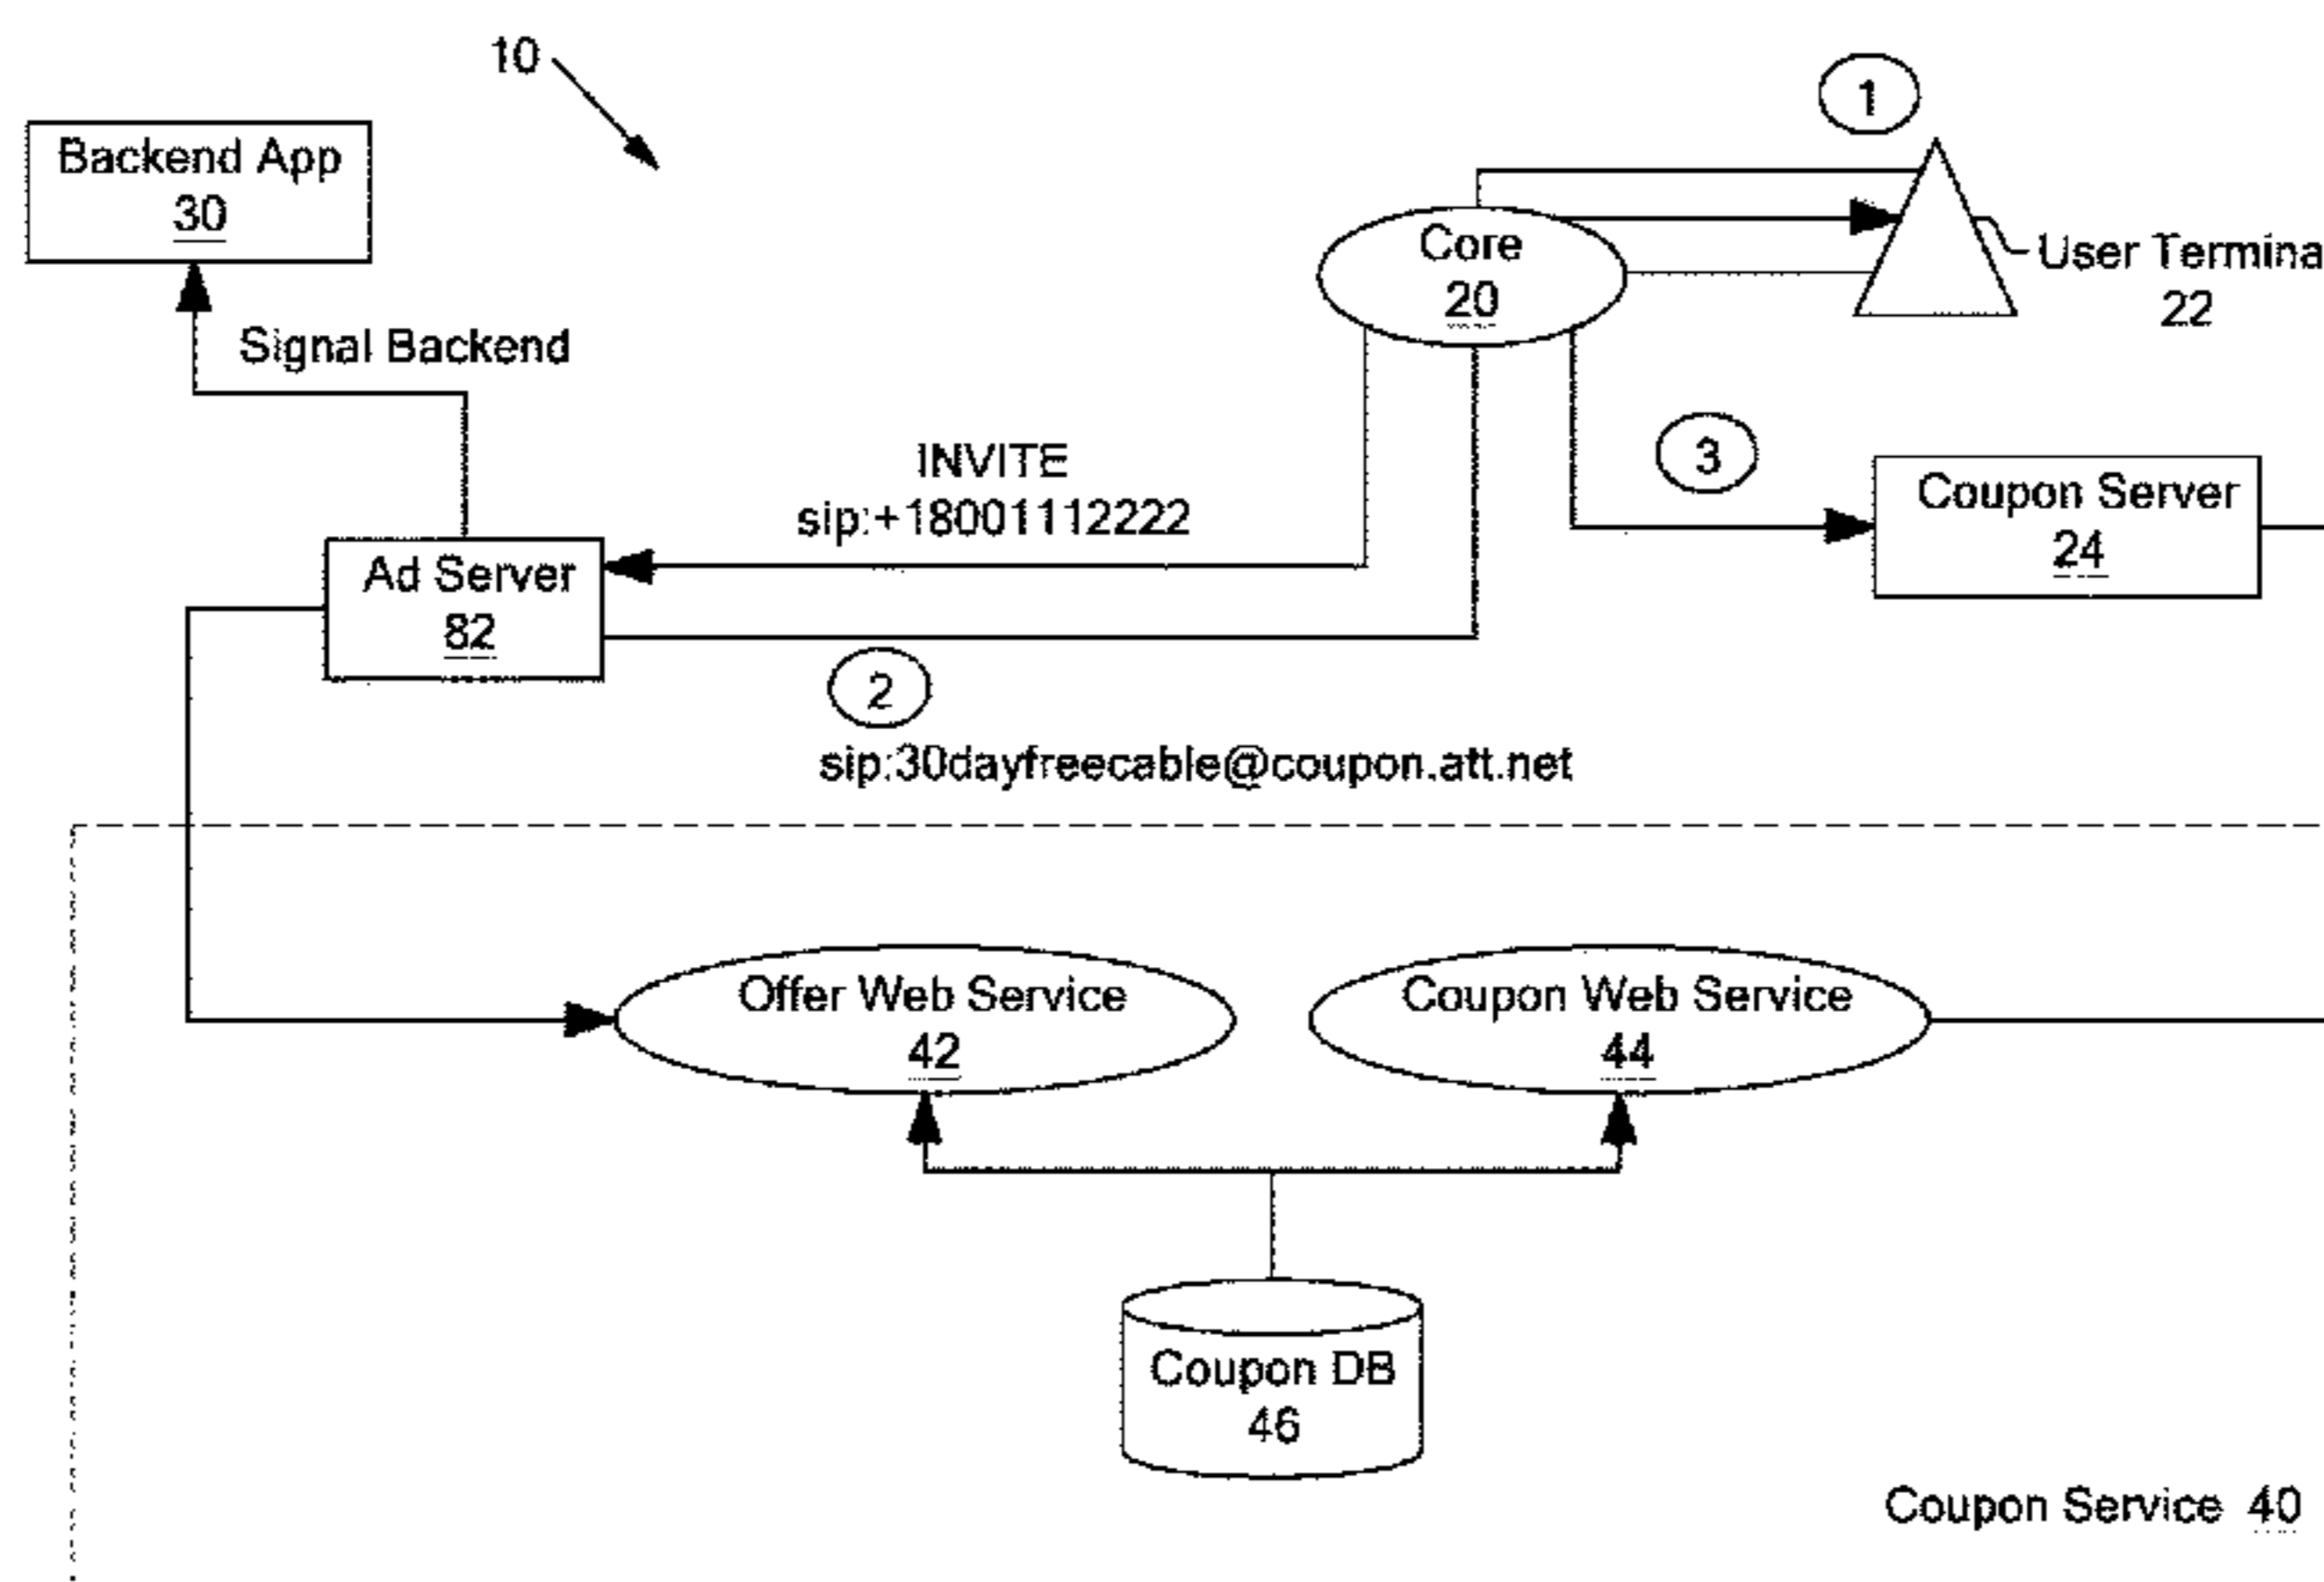 10
1
Backend App
30
Core
20
User Termina
22
Signal Backend
INVITE
sip:+18001112222
3
Coupon Server
24
Ad Server
82
2
sip:30dayfreecable@coupon.att.net
Offer Web Service
42
Coupon Web Service
44
Coupon DB
46
Coupon Service 40